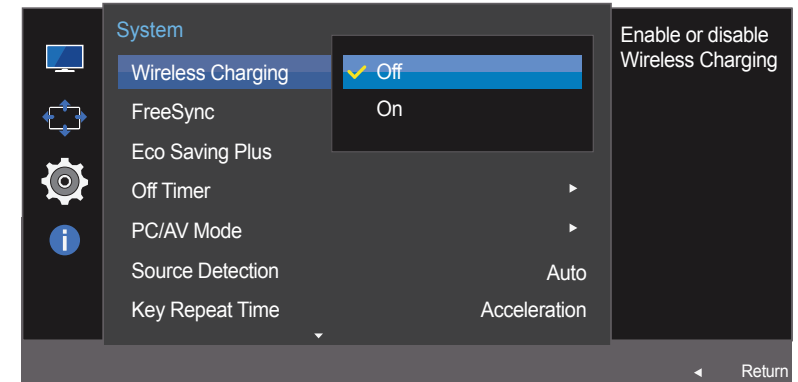 System
Wireless Charging
Off
On
FreeSync
Eco Saving Plus
Off Timer
PC/AV Mode
Source Detection
Auto
Key Repeat Time
Acceleration
Enable or disable
Wireless Charging
Return